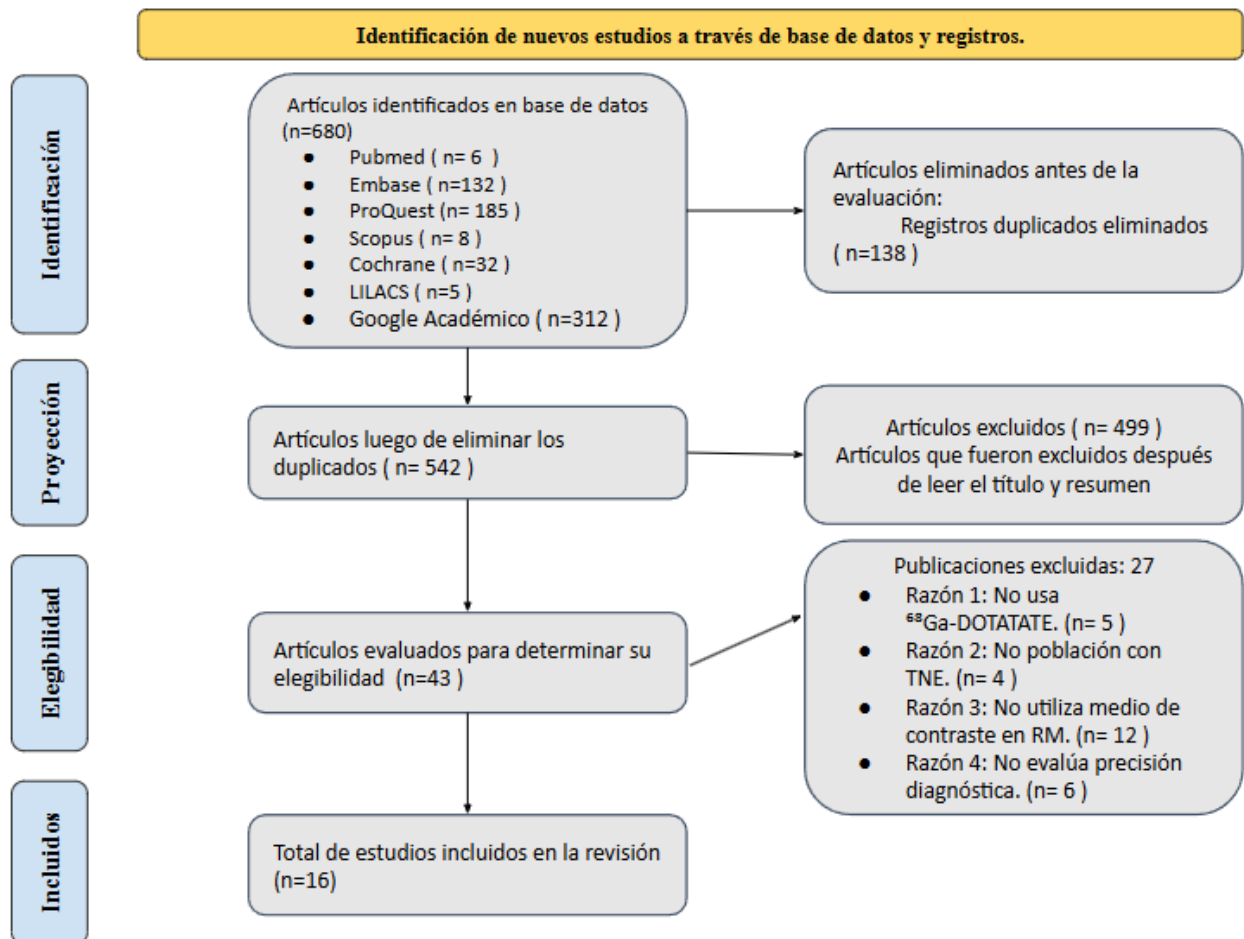 Identificación de nuevos estudios a través de base de datos y registros.
Identificación
Artículos identificados en base de datos
(n=680)
● Pubmed ( n= 6 )
● Embase ( n=132)
● ProQuest (n= 185 )
● Scopus ( n= 8 )
● Cochrane ( n=32)
● LILACS ( n=5 )
● Google Académico ( n=312 )
Artículos eliminados antes de la
evaluación:
Registros duplicados eliminados
( n=138 )
Proyección
Artículos luego de eliminar los
duplicados ( n= 542 )
Artículos excluidos ( n= 499 )
Artículos que fueron excluidos después
de leer el título y resumen
Elegibilidad
Artículos evaluados para determinar su
elegibilidad (n=43 )
Publicaciones excluidas: 27
● Razón 1: No usa
⁶⁸Ga-DOTATATE. (n= 5 )
● Razón 2: No población con
TNE. (n= 4 )
● Razón 3: No utiliza medio de
contraste en RM. (n= 12 )
● Razón 4: No evalúa precisión
diagnóstica. (n= 6 )
Incluidos
Total de estudios incluidos en la revisión
(n=16)